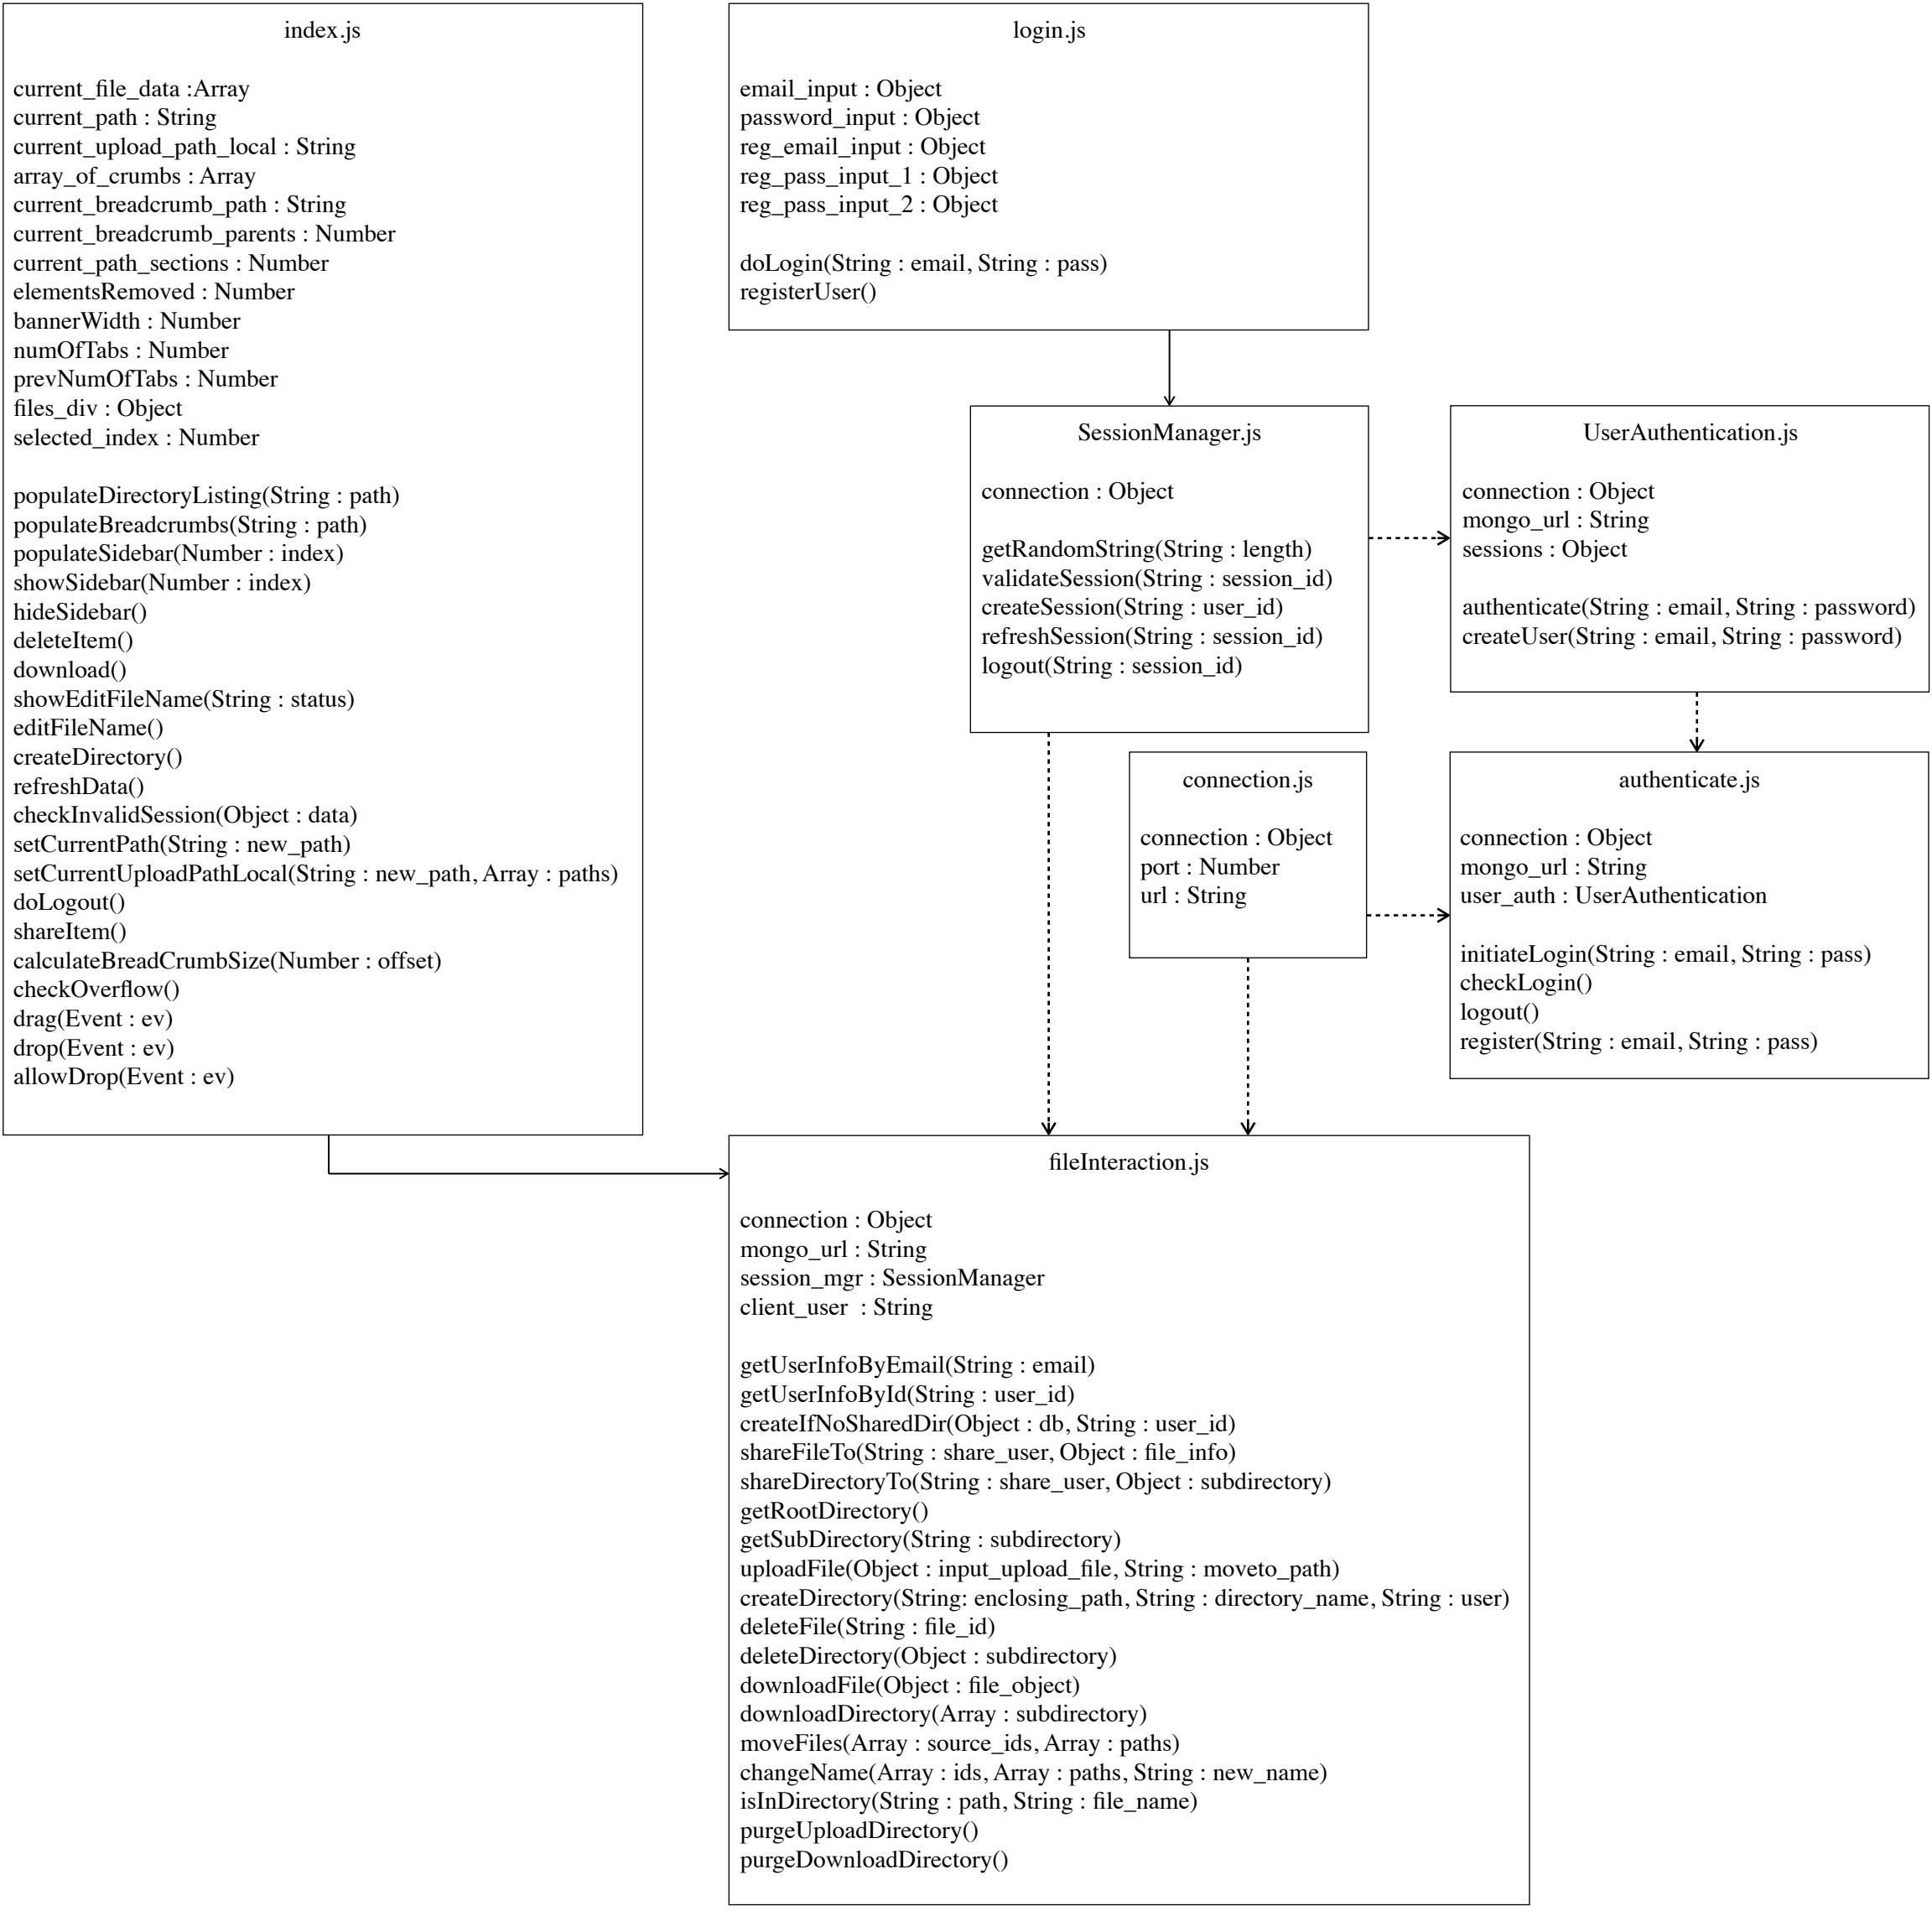 index.js
current_file_data :Array
current_path : String
current_upload_path_local : String
array_of_crumbs : Array
current_breadcrumb_path : String
current_breadcrumb_parents : Number
current_path_sections : Number
elementsRemoved : Number
bannerWidth : Number
numOfTabs : Number
prevNumOfTabs : Number
files_div : Object
selected_index : Number
populateDirectoryListing(String : path)
populateBreadcrumbs(String : path)
populateSidebar(Number : index)
showSidebar(Number : index)
hideSidebar()
deleteItem()
download()
showEditFileName(String : status)
editFileName()
createDirectory()
refreshData()
checkInvalidSession(Object : data)
setCurrentPath(String : new_path)
setCurrentUploadPathLocal(String : new_path, Array : paths)
doLogout()
shareItem()
calculateBreadCrumbSize(Number : offset)
checkOverflow()
drag(Event : ev)
drop(Event : ev)
allowDrop(Event : ev)
login.js
email_input : Object
password_input : Object
reg_email_input : Object
reg_pass_input_1 : Object
reg_pass_input_2 : Object
doLogin(String : email, String : pass)
registerUser()
SessionManager.js
connection : Object
getRandomString(String : length)
validateSession(String : session_id)
createSession(String : user_id)
refreshSession(String : session_id)
logout(String : session_id)
UserAuthentication.js
connection : Object
mongo_url : String
sessions : Object
authenticate(String : email, String : password)
createUser(String : email, String : password)
connection.js
connection : Object
port : Number
url : String
authenticate.js
connection : Object
mongo_url : String
user_auth : UserAuthentication
initiateLogin(String : email, String : pass)
checkLogin()
logout()
register(String : email, String : pass)
fileInteraction.js
connection : Object
mongo_url : String
session_mgr : SessionManager
client_user  : String
getUserInfoByEmail(String : email)
getUserInfoById(String : user_id)
createIfNoSharedDir(Object : db, String : user_id)
shareFileTo(String : share_user, Object : file_info)
shareDirectoryTo(String : share_user, Object : subdirectory)
getRootDirectory()
getSubDirectory(String : subdirectory)
uploadFile(Object : input_upload_file, String : moveto_path)
createDirectory(String: enclosing_path, String : directory_name, String : user)
deleteFile(String : file_id)
deleteDirectory(Object : subdirectory)
downloadFile(Object : file_object)
downloadDirectory(Array : subdirectory)
moveFiles(Array : source_ids, Array : paths)
changeName(Array : ids, Array : paths, String : new_name)
isInDirectory(String : path, String : file_name)
purgeUploadDirectory()
purgeDownloadDirectory()